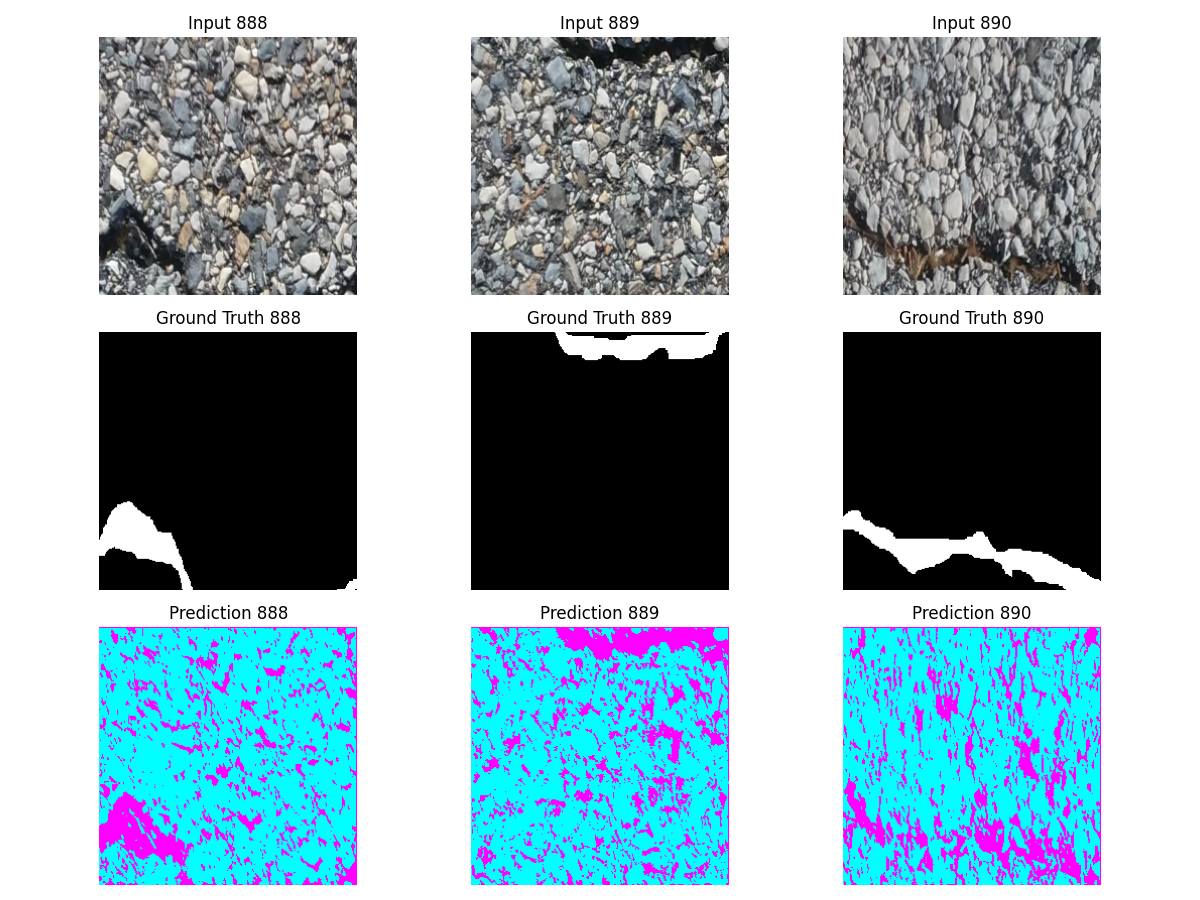 Input 888
Input 889
Input 890
Ground Truth 888
Ground Truth 889
Ground Truth 890
Prediction 888
Prediction 889
Prediction 890